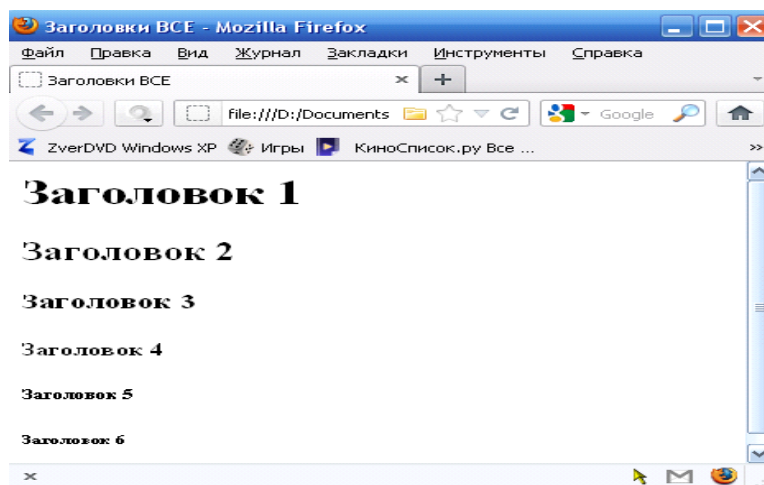 Заголовки ВСЕ - Mozilla Firefox
Файл Правка Вид Журнал Закладки Инструменты Справка
Заголовки ВСЕ × +
file:///D:/Documents Google
ZverDVD Windows XP Игры КиноСписок.ру Все ... »
Заголовок 1
Заголовок 2
Заголовок 3
Заголовок 4
Заголовок 5
Заголовок 6
×